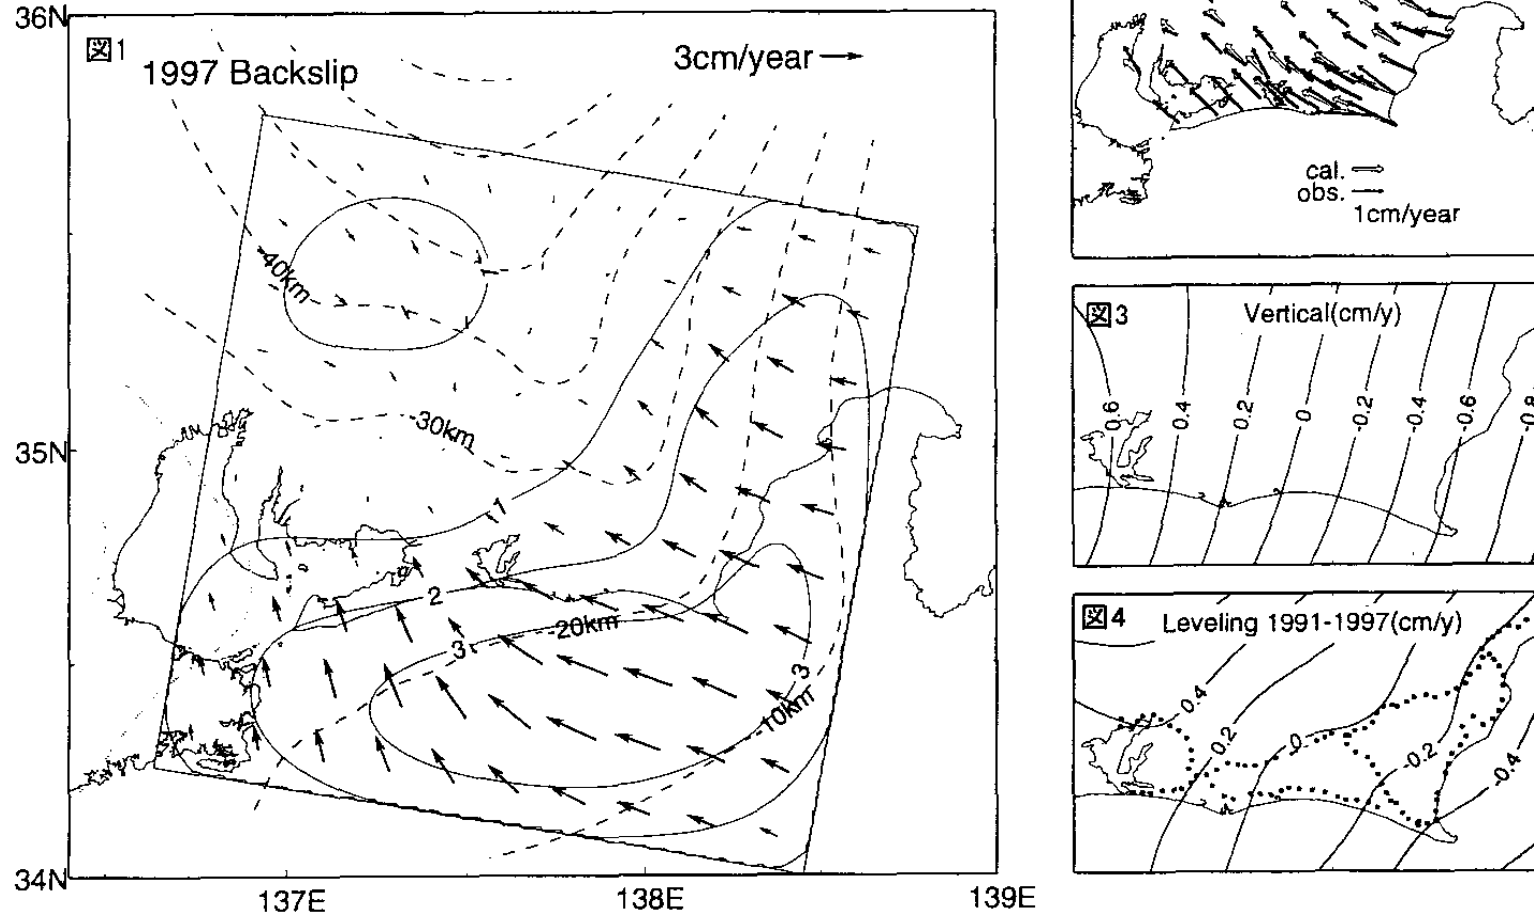 36N
図1
1997 Backslip
3cm/year
-40km
-30km
35N
1
2
-20km
3
3
-10km
34N
137E
138E
139E
cal.
obs.
1cm/year
図3
Vertical(cm/y)
0.6
0.4
0.2
0
-0.2
-0.4
-0.6
-0.8
図4
Leveling 1991-1997(cm/y)
0.4
0.2
0
-0.2
-0.4